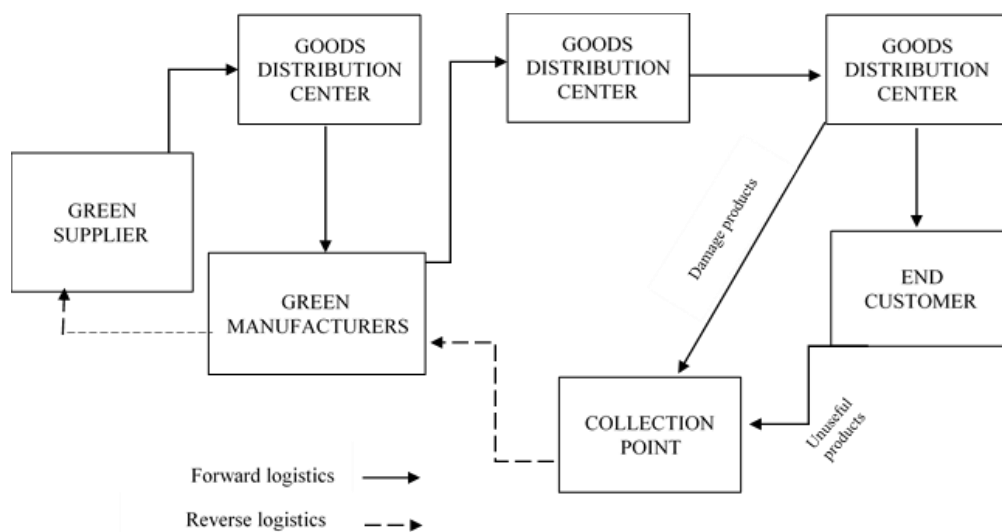 GOODS
DISTRIBUTION
CENTER
GOODS
DISTRIBUTION
CENTER
GOODS
DISTRIBUTION
CENTER
GREEN
SUPPLIER
Damage products
GREEN
MANUFACTURERS
END
CUSTOMER
COLLECTION
POINT
Unuseful
products
Forward logistics
Reverse logistics